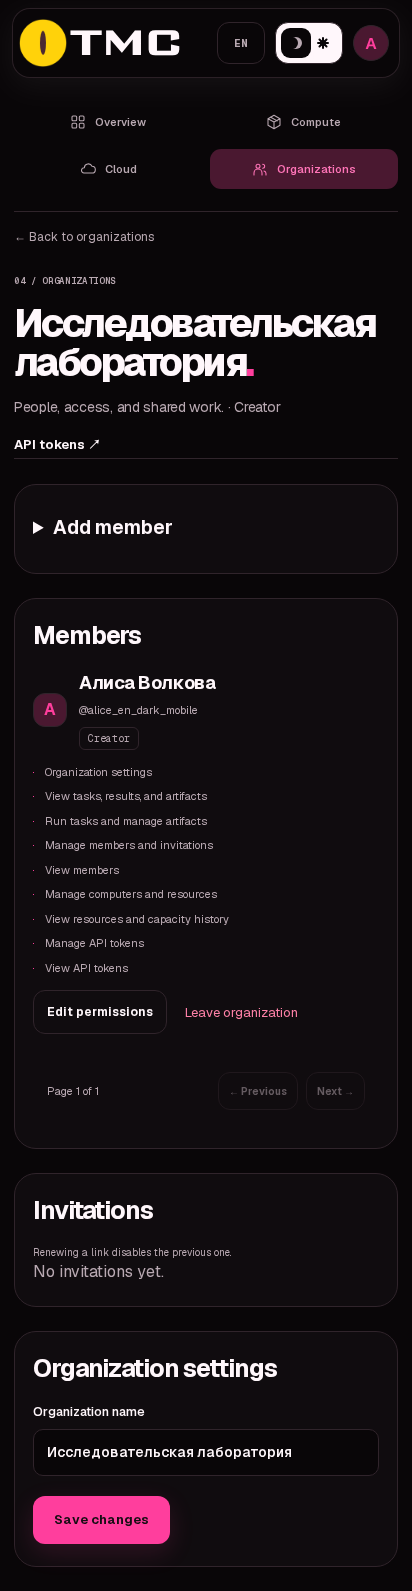 TMC
EN
A
Overview
Compute
Cloud
Organizations
← Back to organizations
04 / ORGANIZATIONS
Исследовательская
лаборатория.
People, access, and shared work. · Creator
API tokens ↗
Add member
Members
А
Алиса Волкова
@alice_en_dark_mobile
Creator
· Organization settings
· View tasks, results, and artifacts
· Run tasks and manage artifacts
· Manage members and invitations
· View members
· Manage computers and resources
· View resources and capacity history
· Manage API tokens
· View API tokens
Edit permissions
Leave organization
Page 1 of 1
← Previous
Next →
Invitations
Renewing a link disables the previous one.
No invitations yet.
Organization settings
Organization name
Исследовательская лаборатория
Save changes